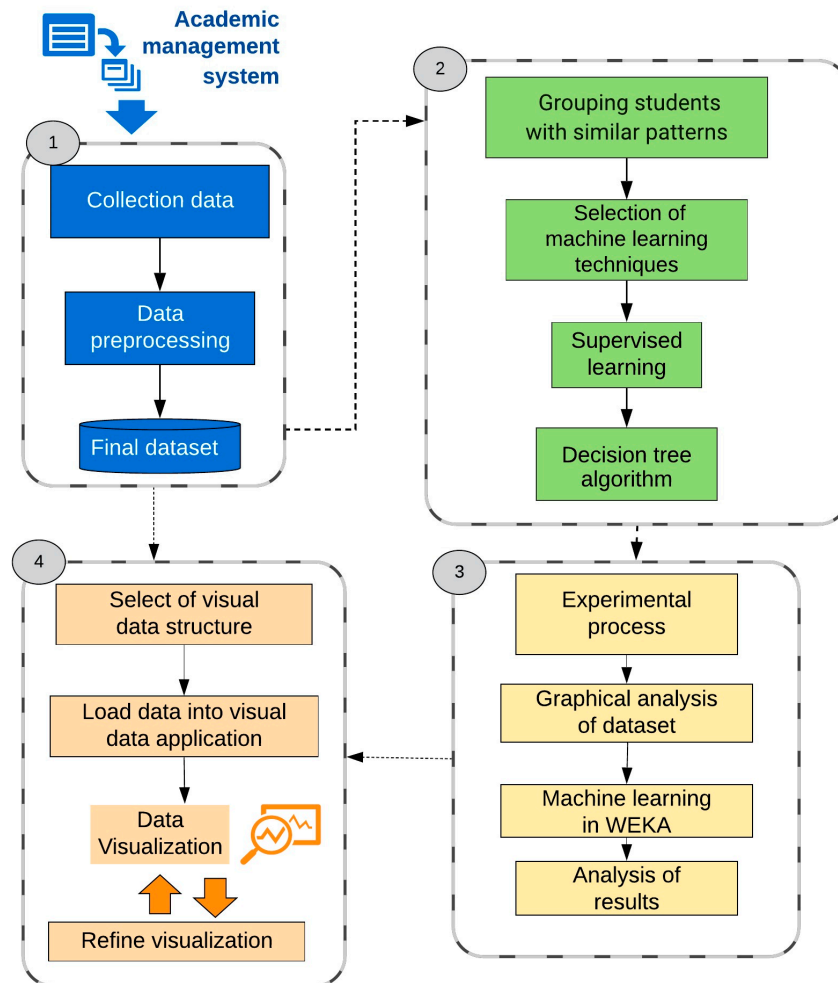 Academic
management
system
1
Collection data
Data
preprocessing
Final dataset
2
Grouping students
with similar patterns
Selection of
machine learning
techniques
Supervised
learning
Decision tree
algorithm
3
Experimental
process
Graphical analysis
of dataset
Machine learning
in WEKA
Analysis of
results
4
Select of visual
data structure
Load data into visual
data application
Data
Visualization
Refine visualization